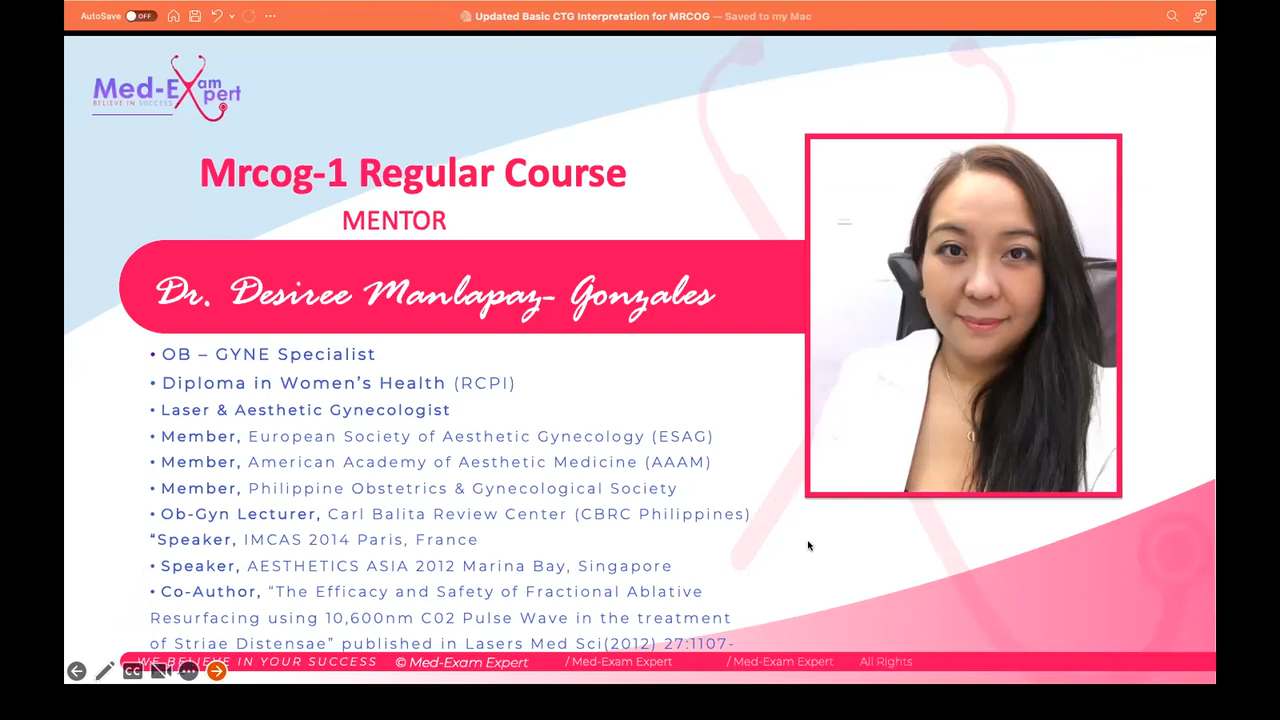 AutoSave OFF
Updated Basic CTG Interpretation for MRCOG — Saved to my Mac
Med-Exam
pert
BELIEVE IN SUCCESS
Mrcog-1 Regular Course
MENTOR
Dr. Desiree Manlapaz- Gonzales
• OB – GYNE Specialist
• Diploma in Women’s Health (RCPI)
• Laser & Aesthetic Gynecologist
• Member, European Society of Aesthetic Gynecology (ESAG)
• Member, American Academy of Aesthetic Medicine (AAAM)
• Member, Philippine Obstetrics & Gynecological Society
• Ob-Gyn Lecturer, Carl Balita Review Center (CBRC Philippines)
“Speaker, IMCAS 2014 Paris, France
• Speaker, AESTHETICS ASIA 2012 Marina Bay, Singapore
• Co-Author, “The Efficacy and Safety of Fractional Ablative
Resurfacing using 10,600nm C02 Pulse Wave in the treatment
of Striae Distensae” published in Lasers Med Sci(2012) 27:1107-
WE BELIEVE IN YOUR SUCCESS © Med-Exam Expert / Med-Exam Expert / Med-Exam Expert All Rights
CC